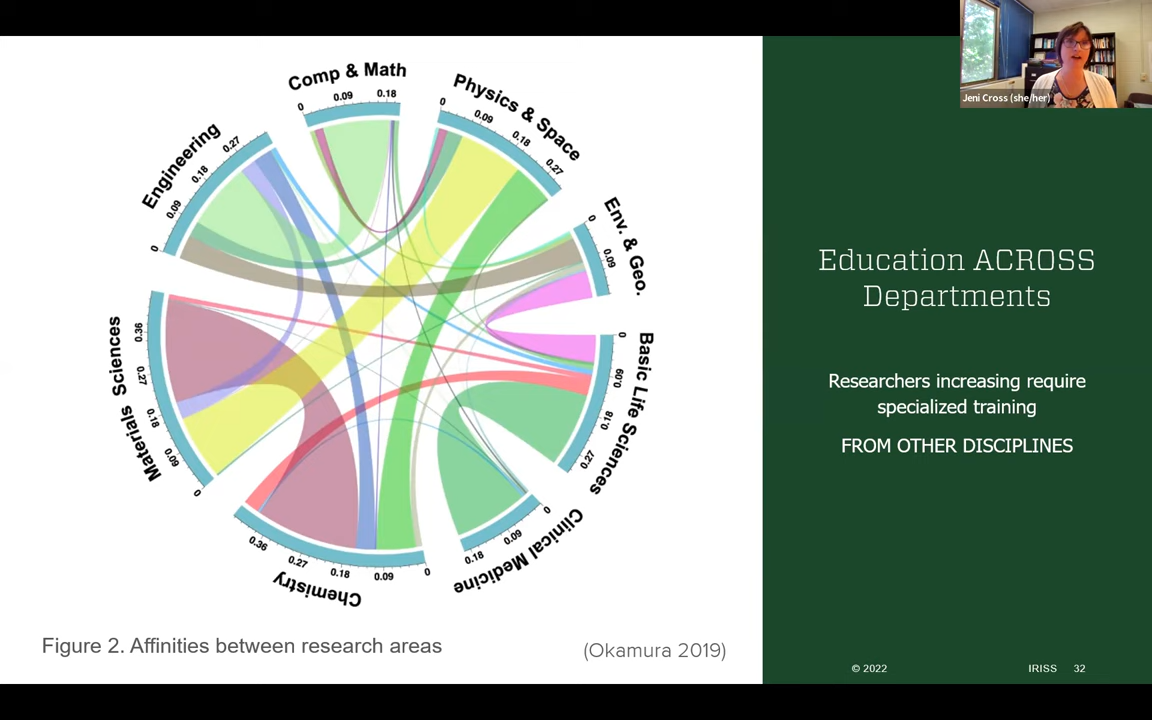 Jeni Cross (she/her)
Comp & Math
0
0.09
0.18
Physics & Space
0
0.09
0.18
0.27
Env. & Geo.
0
0.09
Basic Life Sciences
0
0.09
0.18
0.27
Clinical Medicine
0
0.09
0.18
Chemistry
0
0.09
0.18
0.27
0.36
Materials Sciences
0
0.09
0.18
0.27
0.36
Engineering
0
0.09
0.18
0.27
Figure 2. Affinities between research areas
(Okamura 2019)
Education ACROSS
Departments
Researchers increasing require
specialized training
FROM OTHER DISCIPLINES
© 2022
IRISS 32